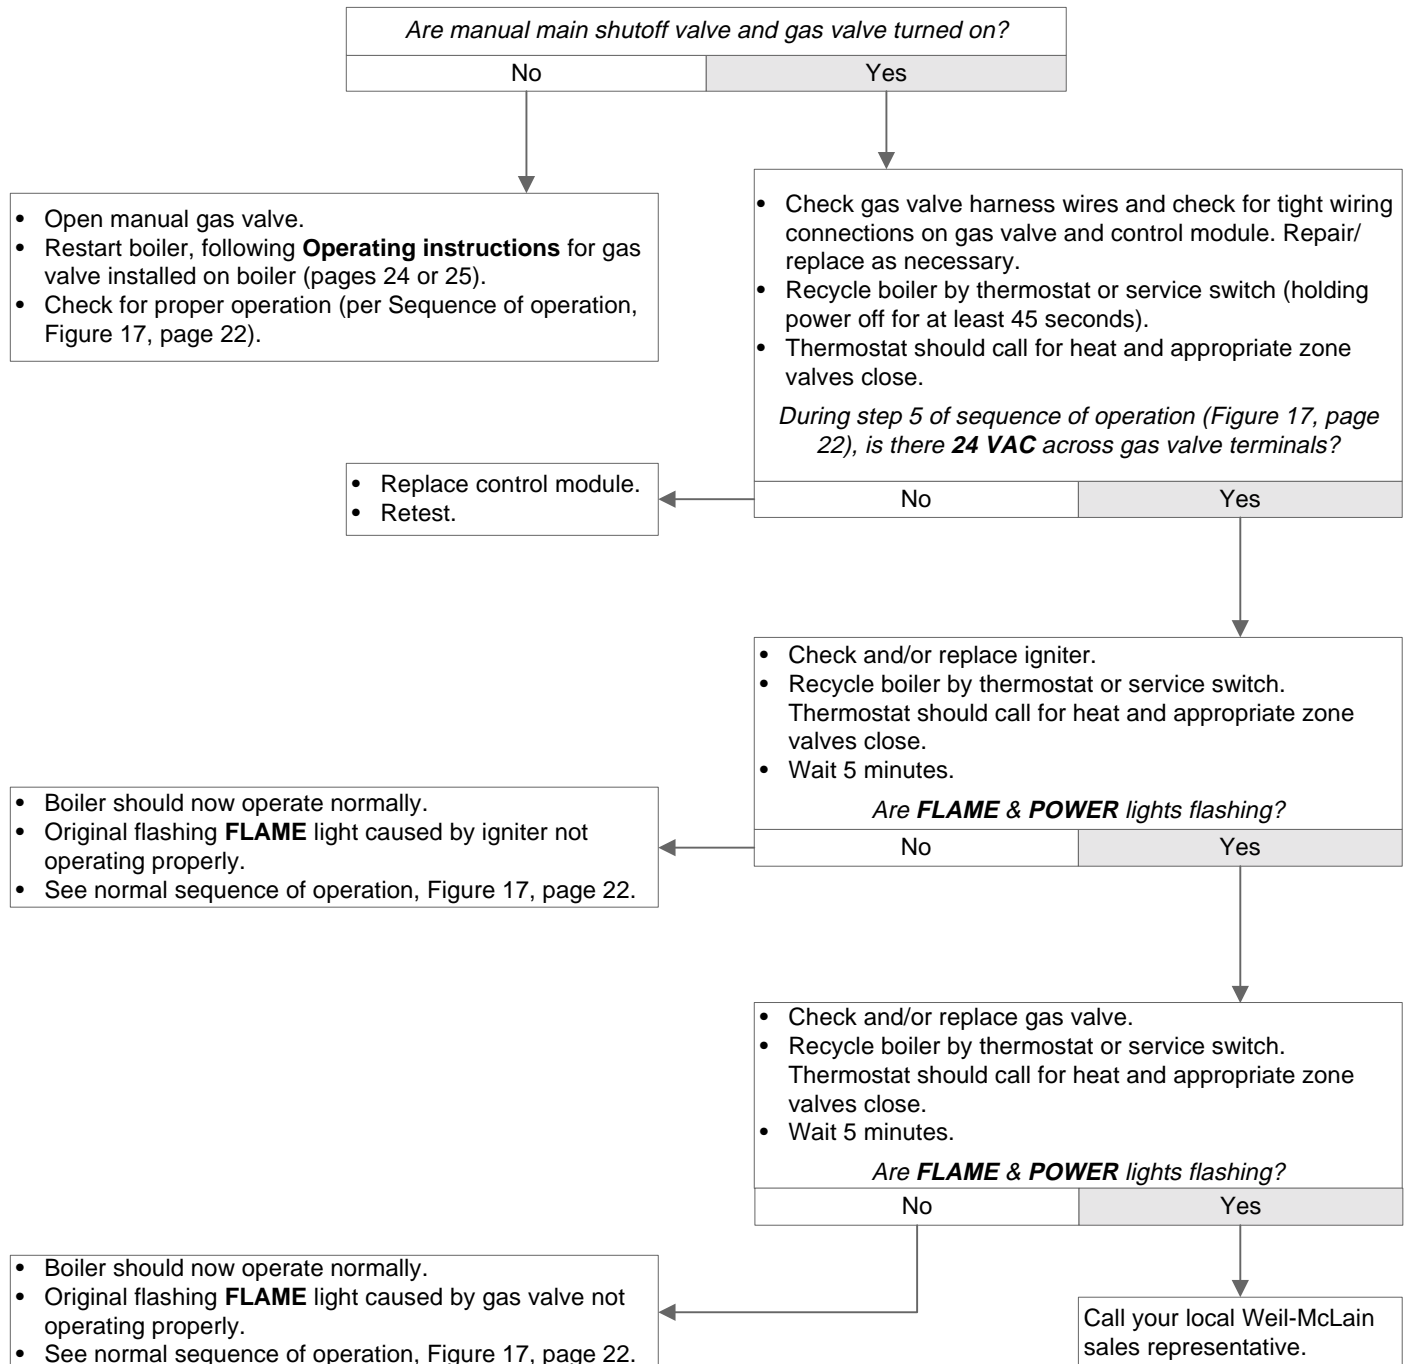 Are manual main shutoff valve and gas valve turned on?
No
Yes
• Open manual gas valve.
• Restart boiler, following Operating instructions for gas
valve installed on boiler (pages 24 or 25).
• Check for proper operation (per Sequence of operation,
Figure 17, page 22).
• Check gas valve harness wires and check for tight wiring
connections on gas valve and control module. Repair/
replace as necessary.
• Recycle boiler by thermostat or service switch (holding
power off for at least 45 seconds).
• Thermostat should call for heat and appropriate zone
valves close.
During step 5 of sequence of operation (Figure 17, page
22), is there 24 VAC across gas valve terminals?
No
Yes
• Replace control module.
• Retest.
• Check and/or replace igniter.
• Recycle boiler by thermostat or service switch.
Thermostat should call for heat and appropriate zone
valves close.
• Wait 5 minutes.
Are FLAME & POWER lights flashing?
No
Yes
• Boiler should now operate normally.
• Original flashing FLAME light caused by igniter not
operating properly.
• See normal sequence of operation, Figure 17, page 22.
• Check and/or replace gas valve.
• Recycle boiler by thermostat or service switch.
Thermostat should call for heat and appropriate zone
valves close.
• Wait 5 minutes.
Are FLAME & POWER lights flashing?
No
Yes
• Boiler should now operate normally.
• Original flashing FLAME light caused by gas valve not
operating properly.
• See normal sequence of operation, Figure 17, page 22.
Call your local Weil-McLain
sales representative.